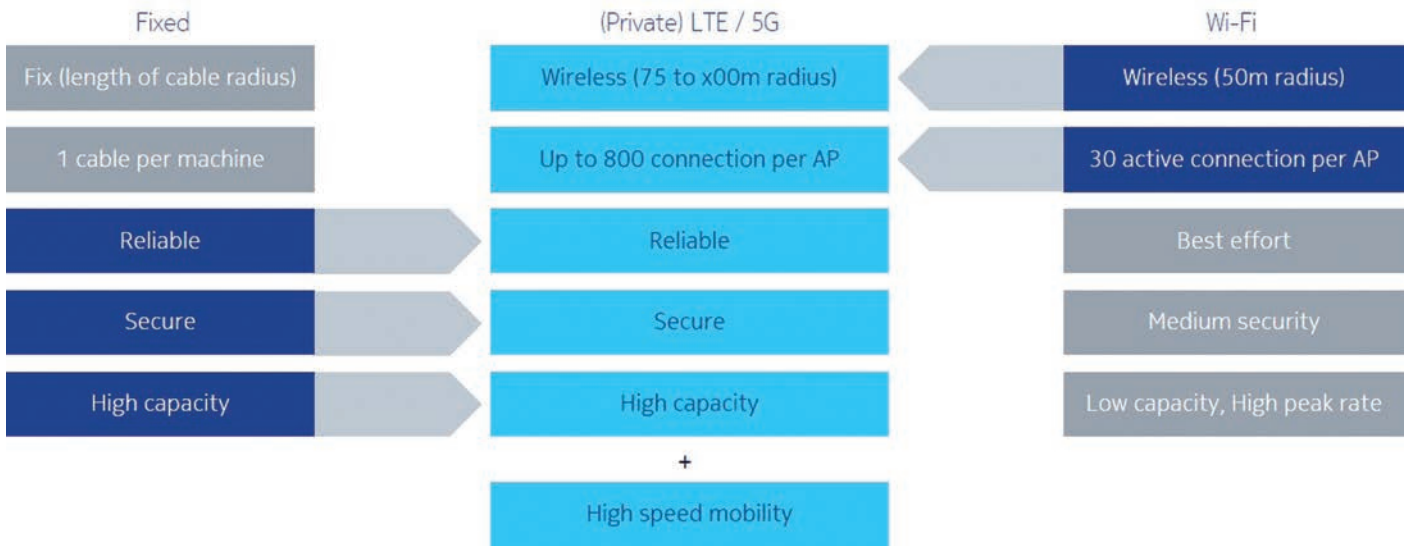 Fixed
(Private) LTE / 5G
Wi-Fi
Fix (length of cable radius)
Wireless (75 to x00m radius)
Wireless (50m radius)
1 cable per machine
Up to 800 connection per AP
30 active connection per AP
Reliable
Reliable
Best effort
Secure
Secure
Medium security
High capacity
High capacity
Low capacity, High peak rate
+
High speed mobility